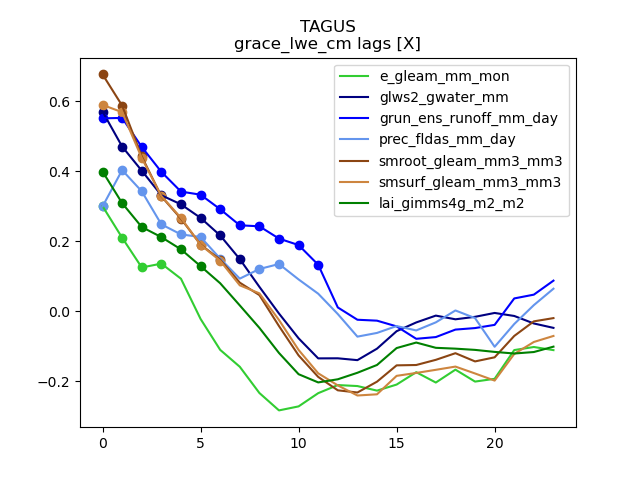 TAGUS
grace_lwe_cm lags [X]
e_gleam_mm_mon
glws2_gwater_mm
grun_ens_runoff_mm_day
prec_fldas_mm_day
smroot_gleam_mm3_mm3
smsurf_gleam_mm3_mm3
lai_gimms4g_m2_m2
0.6
0.4
0.2
0.0
−0.2
0 5 10 15 20